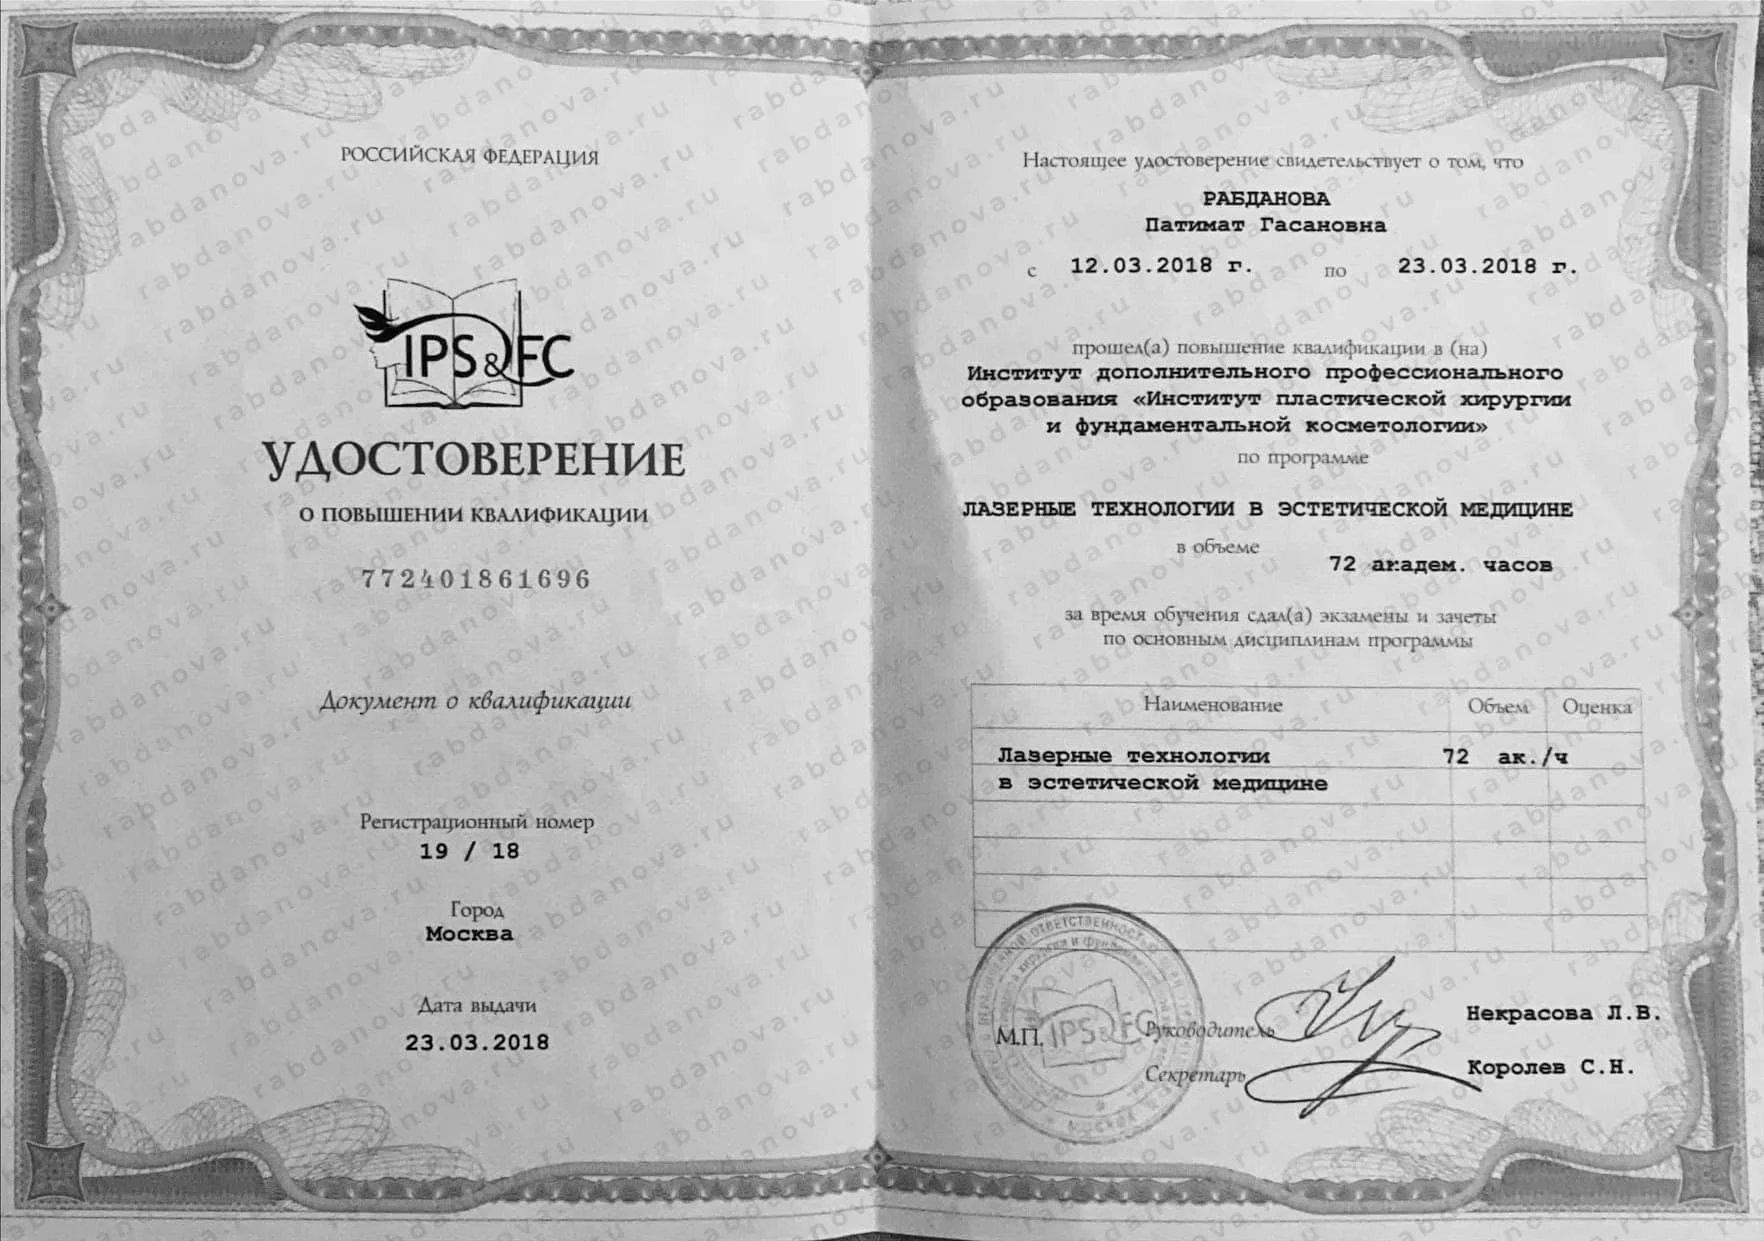 РОССИЙСКАЯ ФЕДЕРАЦИЯ
IPS&FC
УДОСТОВЕРЕНИЕ
О ПОВЫШЕНИИ КВАЛИФИКАЦИИ
772401861696
Документ о квалификации
Регистрационный номер
19 / 18
Город
Москва
Дата выдачи
23.03.2018
Настоящее удостоверение свидетельствует о том, что
РАБДАНОВА
Патимат Гасановна
с 12.03.2018 г. по 23.03.2018 г.
прошел(а) повышение квалификации в (на)
Институт дополнительного профессионального
образования «Институт пластической хирургии
и фундаментальной косметологии»
по программе
ЛАЗЕРНЫЕ ТЕХНОЛОГИИ В ЭСТЕТИЧЕСКОЙ МЕДИЦИНЕ
в объеме
72 академ. часов
за время обучения сдал(а) экзамены и зачеты
по основным дисциплинам программы
Наименование Объем Оценка
Лазерные технологии 72 ак./ч
в эстетической медицине
М.П. IPS&FC Руководитель Некрасова Л.В.
Секретарь Королев С.Н.
rabdanova.ru